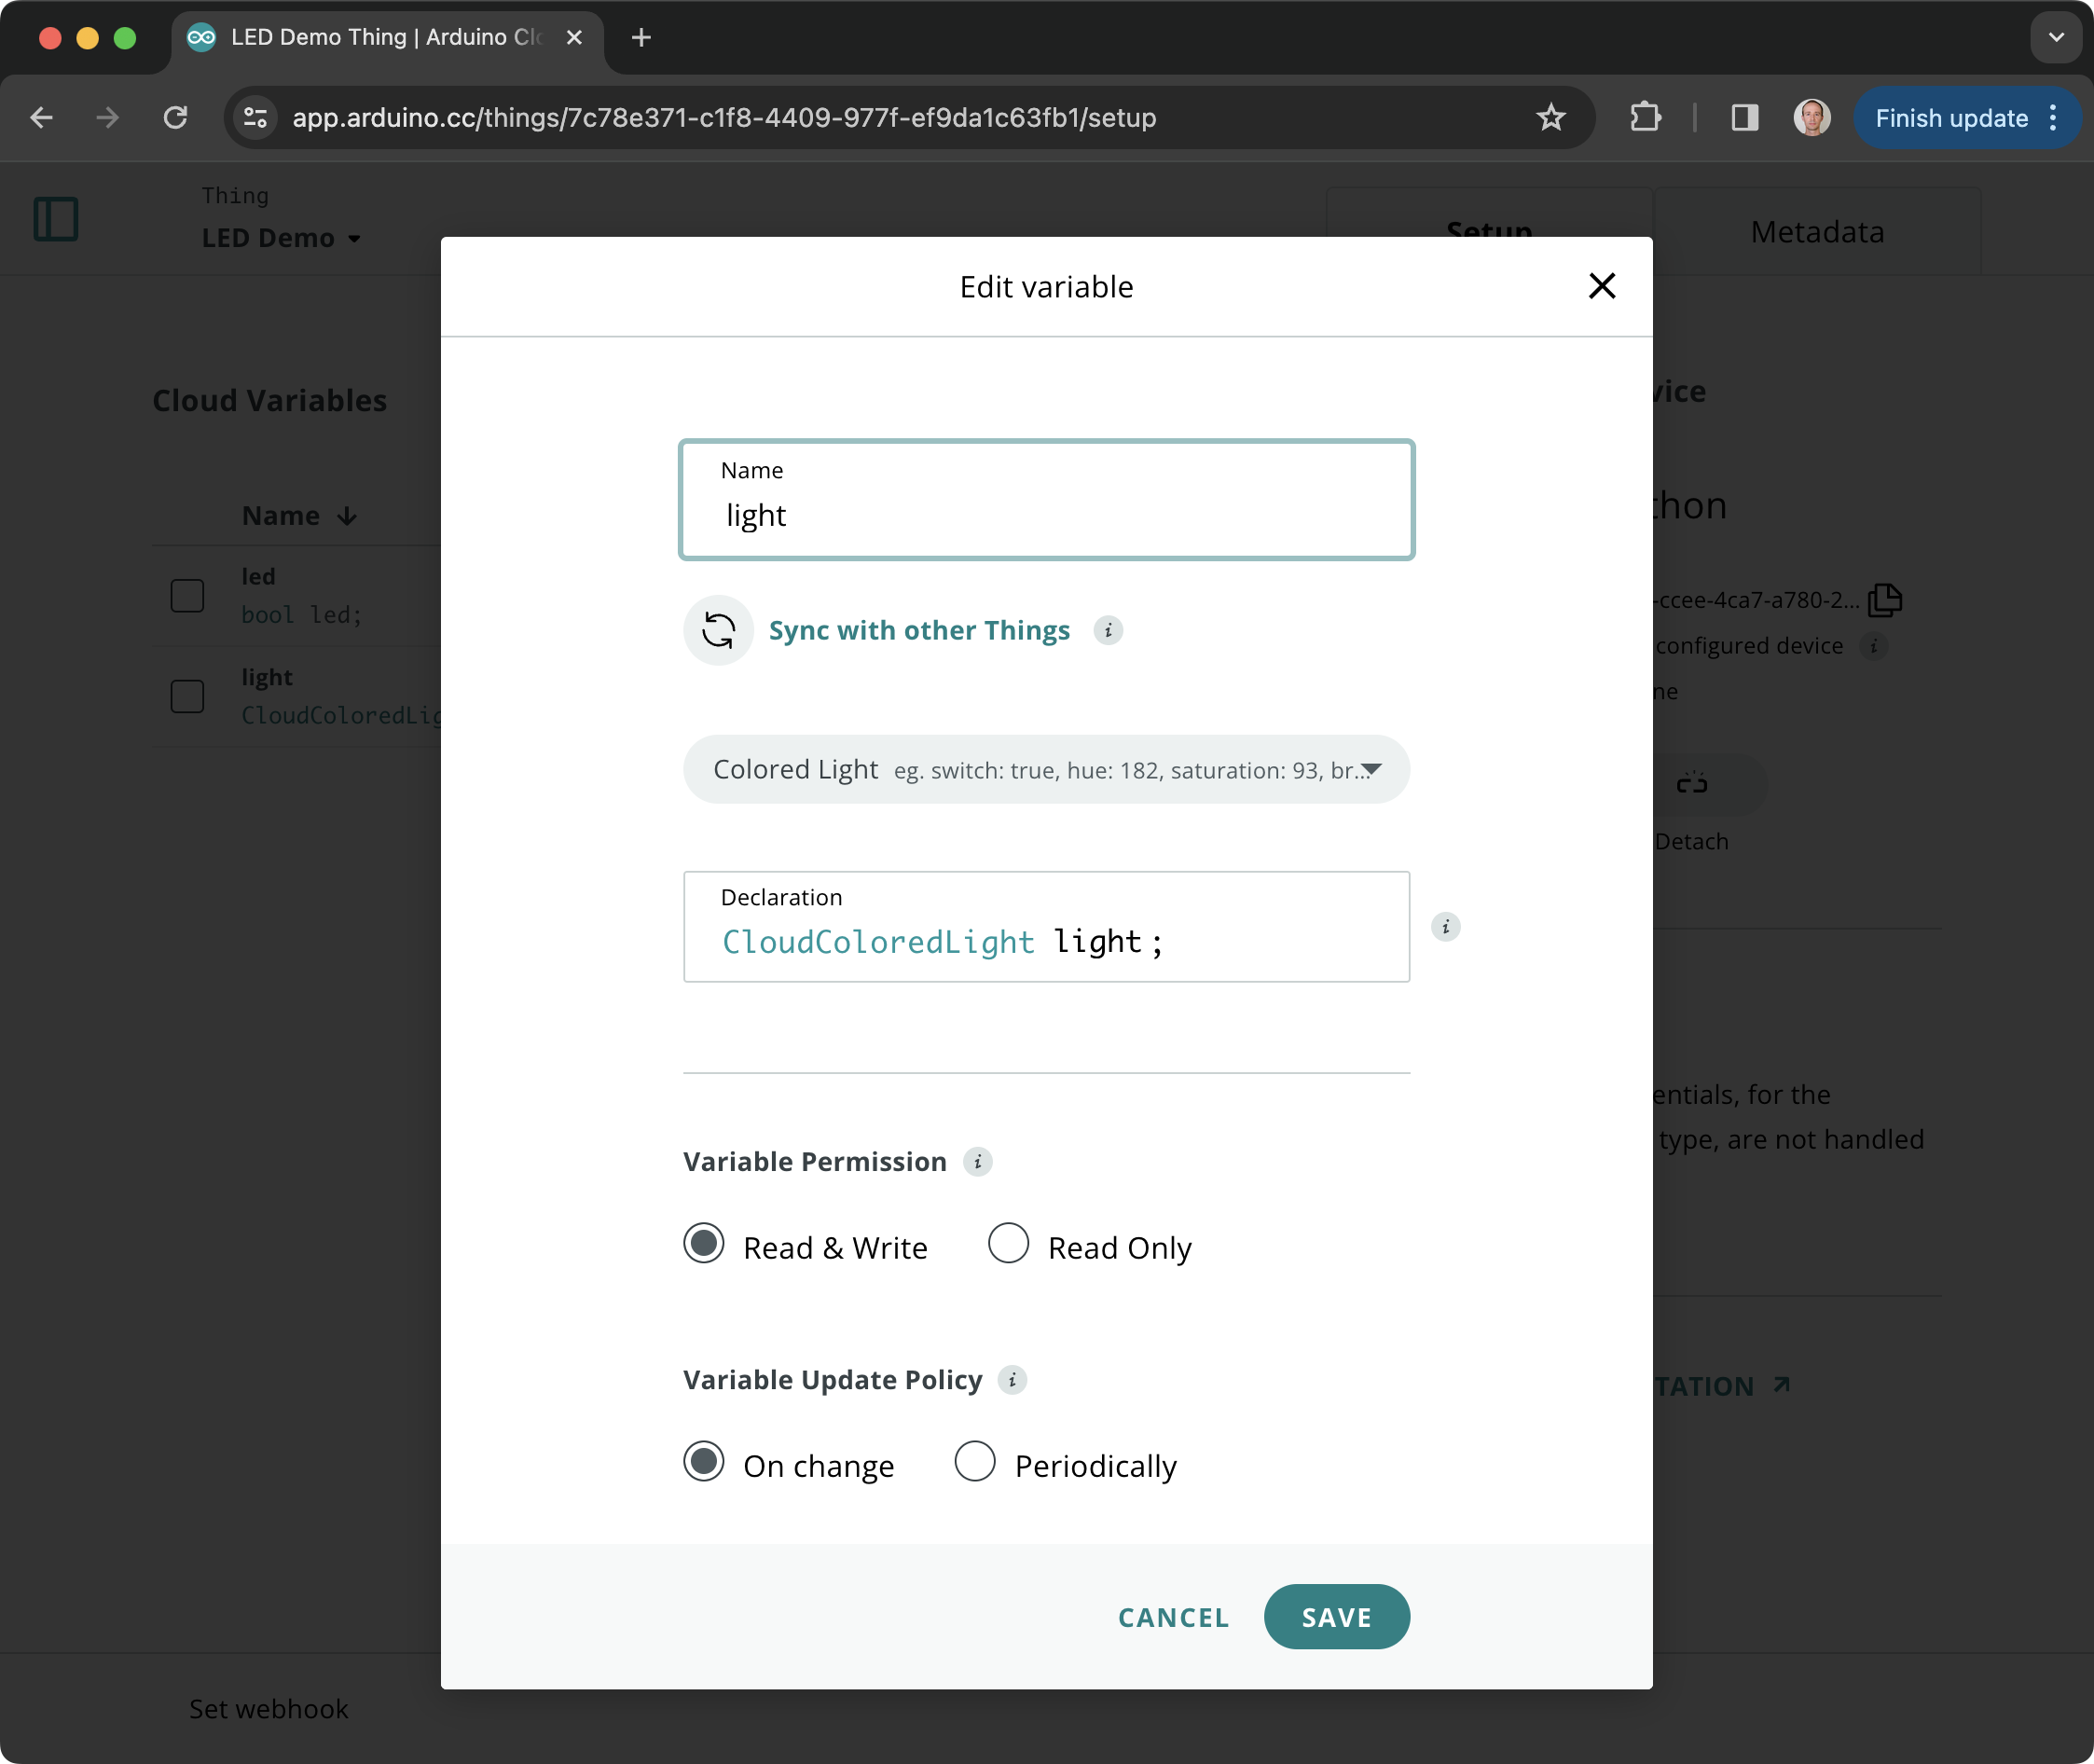 LED Demo Thing | Arduino Clo
app.arduino.cc/things/7c78e371-c1f8-4409-977f-ef9da1c63fb1/setup
Finish update
Thing
LED Demo
Setup
Metadata
Edit variable
Cloud Variables
vice
Name
led
bool led;
light
CloudColoredLig
Name
light
Sync with other Things
Colored Light eg. switch: true, hue: 182, saturation: 93, br...
Declaration
CloudColoredLight light;
Variable Permission
Read & Write
Read Only
Variable Update Policy
On change
Periodically
CANCEL
SAVE
thon
-ccee-4ca7-a780-2...
configured device
ne
Detach
entials, for the
type, are not handled
TATION
Set webhook